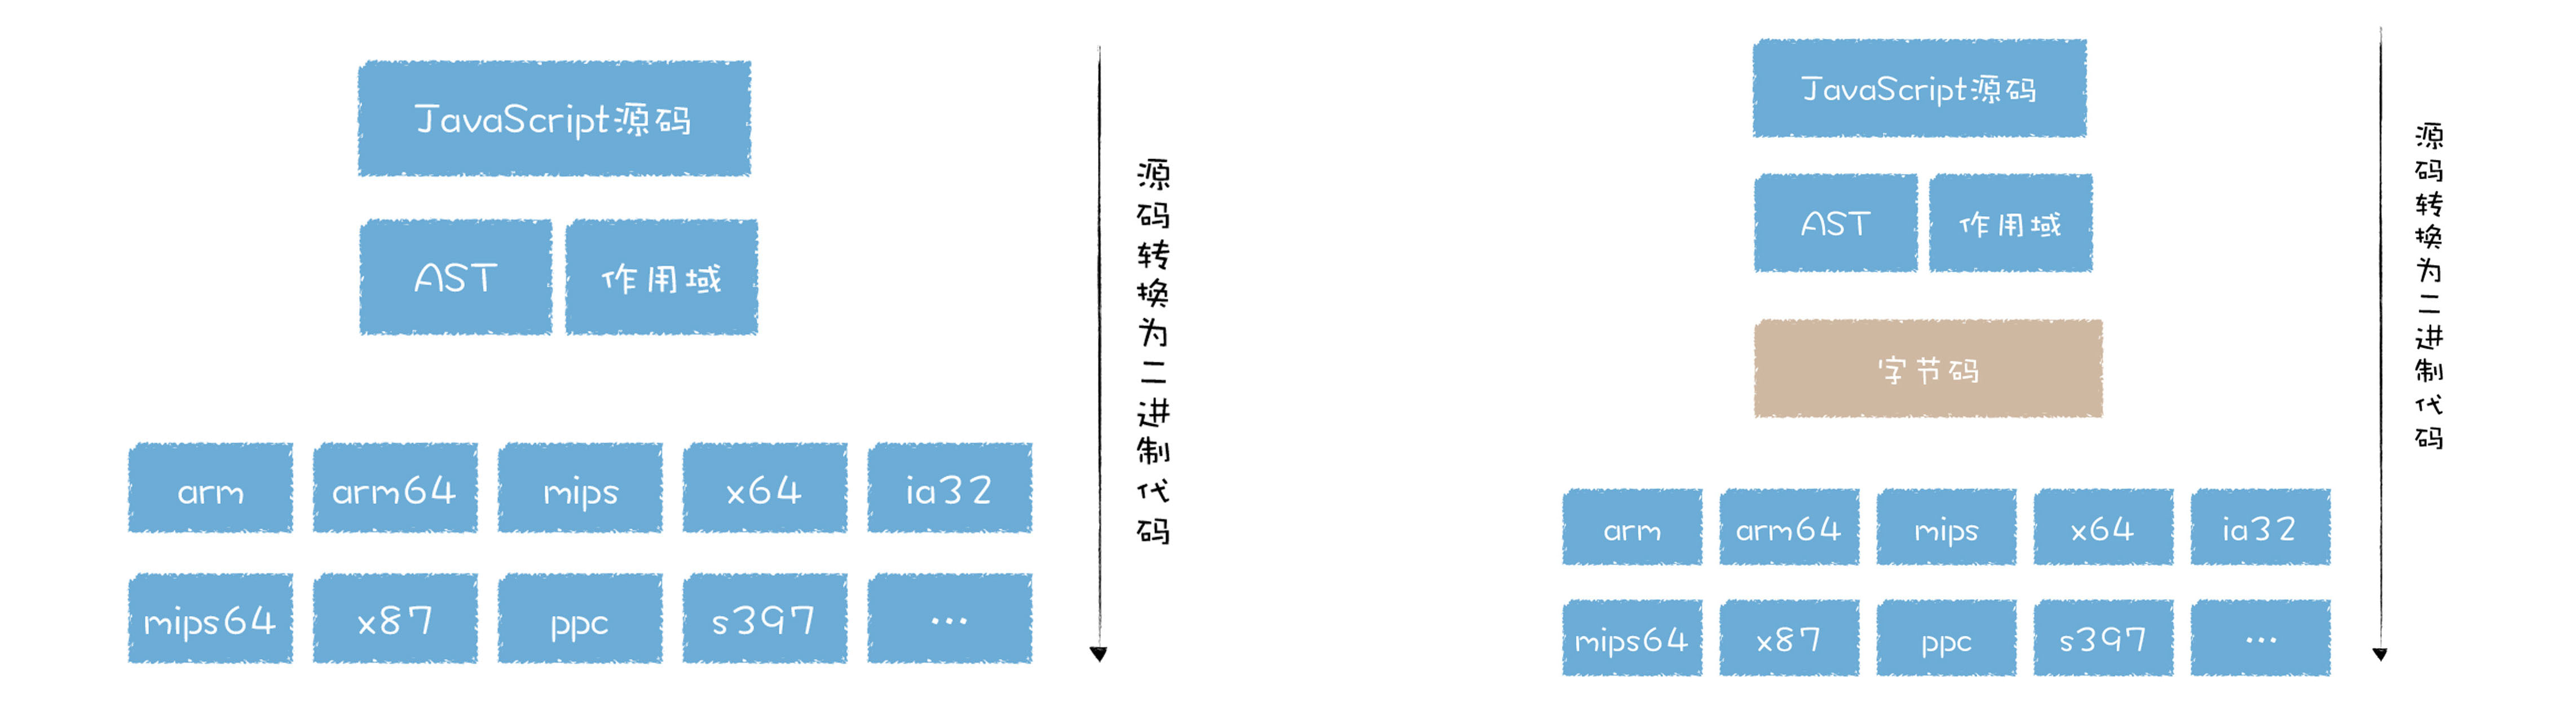 JavaScript源码
AST
作用域
arm
arm64
mips
x64
ia32
mips64
x87
ppc
s397
...
源码转换为二进制代码
JavaScript源码
AST
作用域
字节码
arm
arm64
mips
x64
ia32
mips64
x87
ppc
s397
...
源码转换为二进制代码